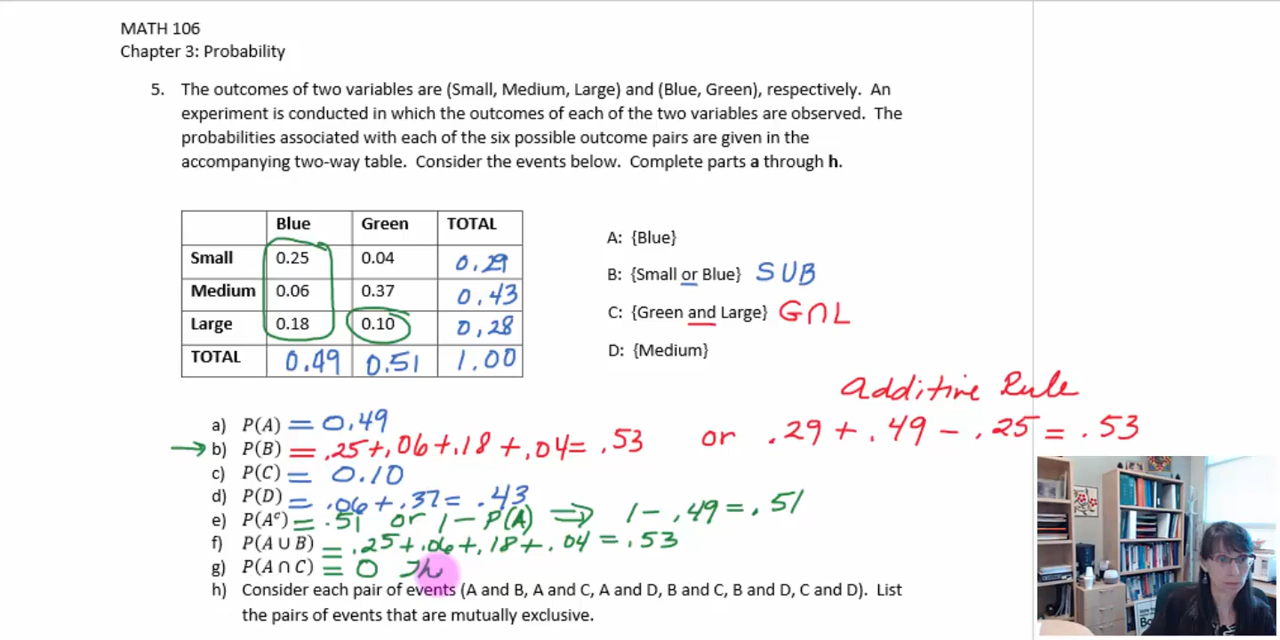 MATH 106
Chapter 3: Probability
5. The outcomes of two variables are (Small, Medium, Large) and (Blue, Green), respectively. An
experiment is conducted in which the outcomes of each of the two variables are observed. The
probabilities associated with each of the six possible outcome pairs are given in the
accompanying two-way table. Consider the events below. Complete parts a through h.
Blue Green TOTAL
Small 0.25 0.04 0.29
Medium 0.06 0.37 0.43
Large 0.18 0.10 0.28
TOTAL 0.49 0.51 1.00
A: {Blue}
B: {Small or Blue} SUB
C: {Green and Large} G∩L
D: {Medium}
Additive Rule
a) P(A) = 0.49
b) P(B) = .25+.06+.18+.04= .53 or .29+.49-.25=.53
c) P(C) = 0.10
d) P(D) = .06+.37= .43
e) P(Aᶜ) = .51 or 1-P(A) ⇒ 1-.49=.51
f) P(A ∪ B) = .25+.06+.18+.04=.53
g) P(A ∩ C) = 0 Th
h) Consider each pair of events (A and B, A and C, A and D, B and C, B and D, C and D). List
the pairs of events that are mutually exclusive.